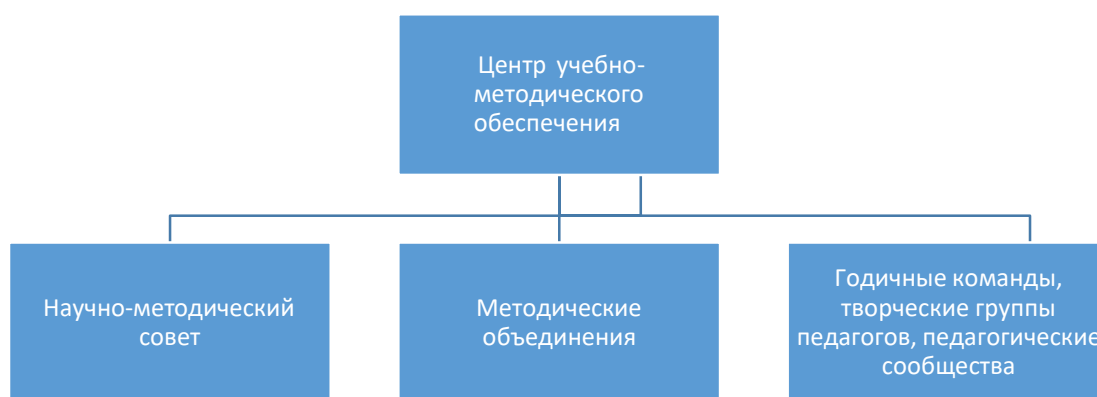 Центр учебно-
методического
обеспечения
Научно-методический
совет
Методические
объединения
Годичные команды,
творческие группы
педагогов, педагогические
сообщества